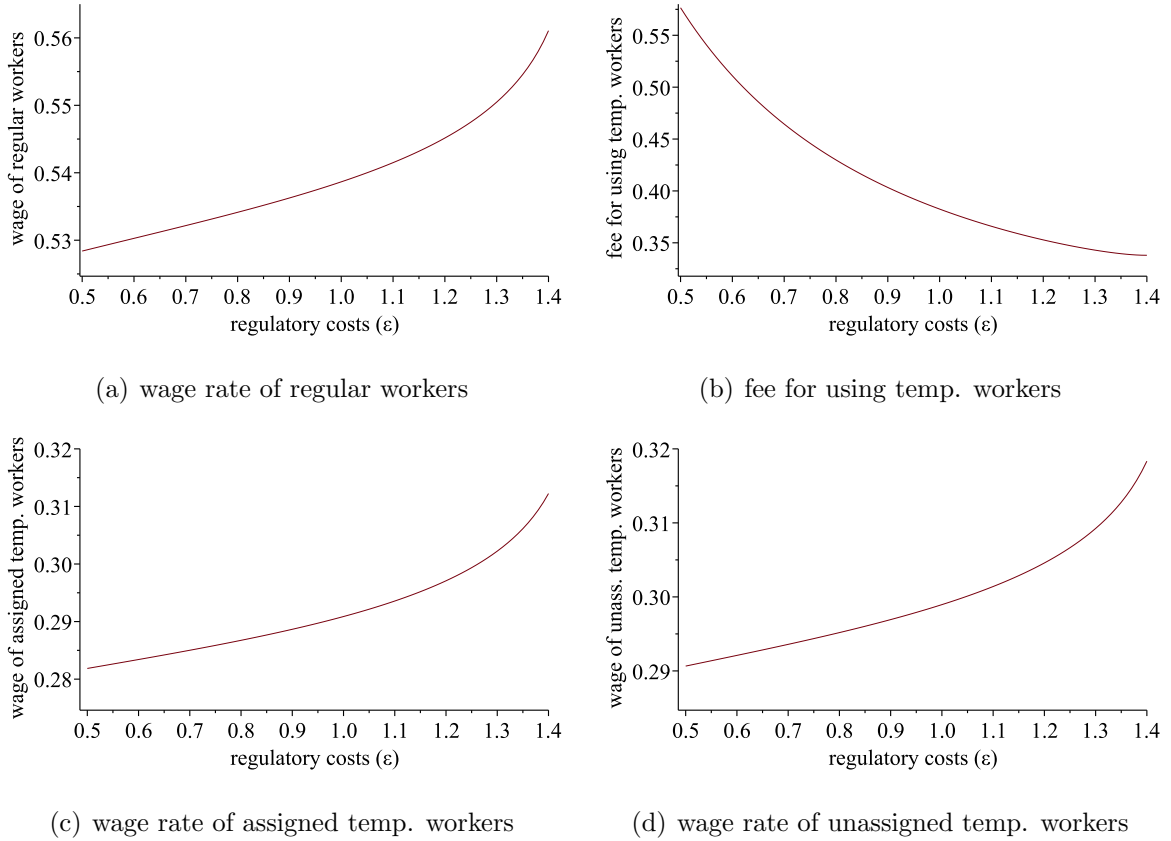 wage of regular workers
0.56
0.55
0.54
0.53
0.5 0.6 0.7 0.8 0.9 1.0 1.1 1.2 1.3 1.4
regulatory costs (ε)
(a) wage rate of regular workers
fee for using temp. workers
0.55
0.50
0.45
0.40
0.35
0.5 0.6 0.7 0.8 0.9 1.0 1.1 1.2 1.3 1.4
regulatory costs (ε)
(b) fee for using temp. workers
wage of assigned temp. workers
0.32
0.31
0.30
0.29
0.28
0.5 0.6 0.7 0.8 0.9 1.0 1.1 1.2 1.3 1.4
regulatory costs (ε)
(c) wage rate of assigned temp. workers
wage of unass. temp. workers
0.32
0.31
0.30
0.29
0.5 0.6 0.7 0.8 0.9 1.0 1.1 1.2 1.3 1.4
regulatory costs (ε)
(d) wage rate of unassigned temp. workers